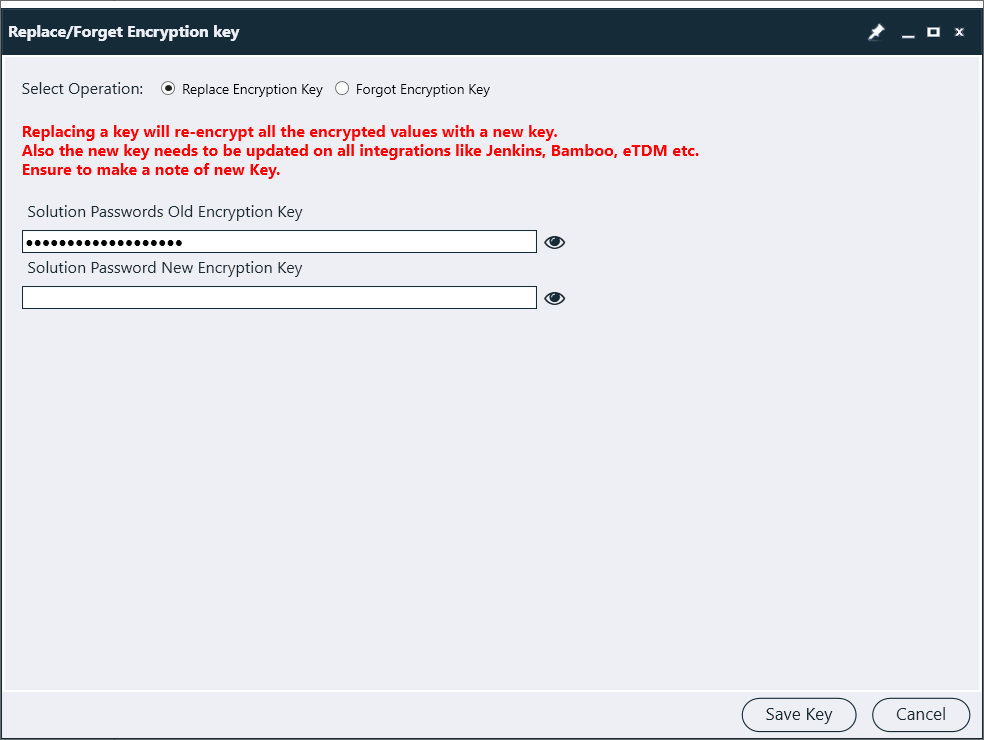 Replace/Forget Encryption key
Select Operation: Replace Encryption Key Forgot Encryption Key
Replacing a key will re-encrypt all the encrypted values with a new key.
Also the new key needs to be updated on all integrations like Jenkins, Bamboo, eTDM etc.
Ensure to make a note of new Key.
Solution Passwords Old Encryption Key
●●●●●●●●●●●●●●●●●●●
Solution Password New Encryption Key
Save Key Cancel